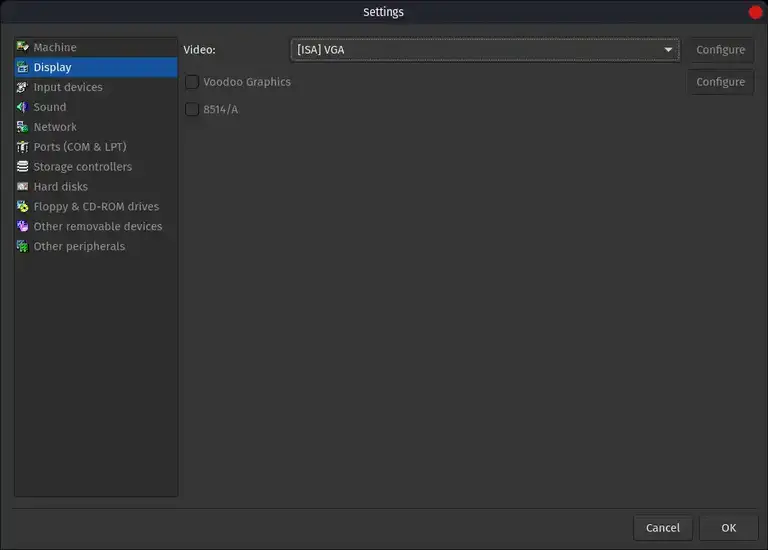 Settings
Machine
Display
Input devices
Sound
Network
Ports (COM & LPT)
Storage controllers
Hard disks
Floppy & CD-ROM drives
Other removable devices
Other peripherals
Video:
[ISA] VGA
Configure
Voodoo Graphics
Configure
8514/A
Cancel
OK